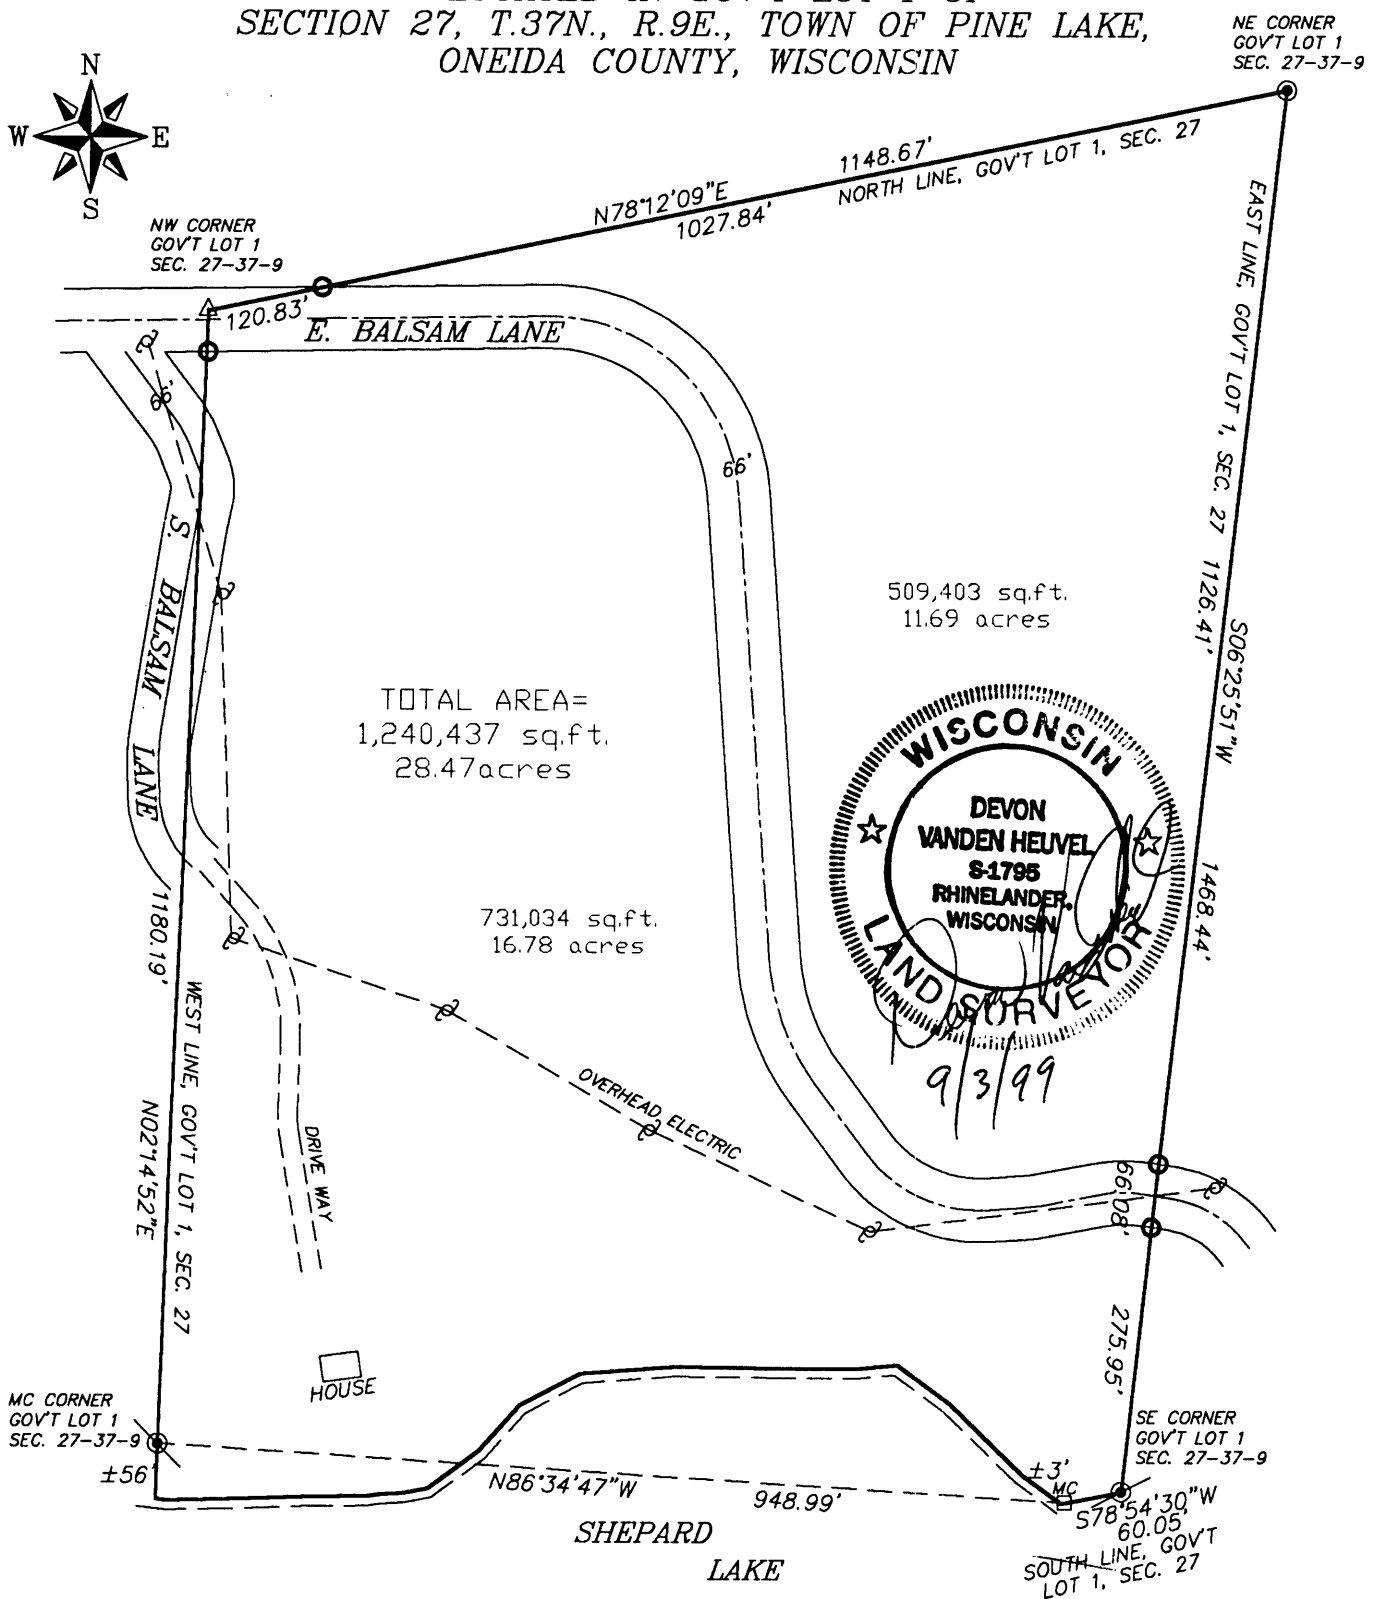 SECTION 27, T.37N., R.9E., TOWN OF PINE LAKE,
ONEIDA COUNTY, WISCONSIN
NE CORNER
GOV'T LOT 1
SEC. 27-37-9
N
W E
S
NW CORNER
GOV'T LOT 1
SEC. 27-37-9
N78°12'09"E
1148.67'
1027.84'
NORTH LINE, GOV'T LOT 1, SEC. 27
120.83'
E. BALSAM LANE
66'
66'
S. BALSAM LANE
EAST LINE, GOV'T LOT 1, SEC. 27 1126.41'
S06°25'51"W
1468.44'
509,403 sq.ft.
11.69 acres
TOTAL AREA=
1,240,437 sq.ft.
28.47acres
WISCONSIN
DEVON
VANDEN HEUVEL
S-1795
RHINELANDER,
WISCONSIN
LAND SURVEYOR
9/3/99
731,034 sq.ft.
16.78 acres
1180.19'
WEST LINE, GOV'T LOT 1, SEC. 27
N02°14'52"E
DRIVE WAY
OVERHEAD ELECTRIC
66.08'
275.95'
HOUSE
MC CORNER
GOV'T LOT 1
SEC. 27-37-9
±56'
N86°34'47"W
948.99'
±3'
MC
SE CORNER
GOV'T LOT 1
SEC. 27-37-9
S78°54'30"W
60.05'
SOUTH LINE, GOV'T
LOT 1, SEC. 27
SHEPARD
LAKE